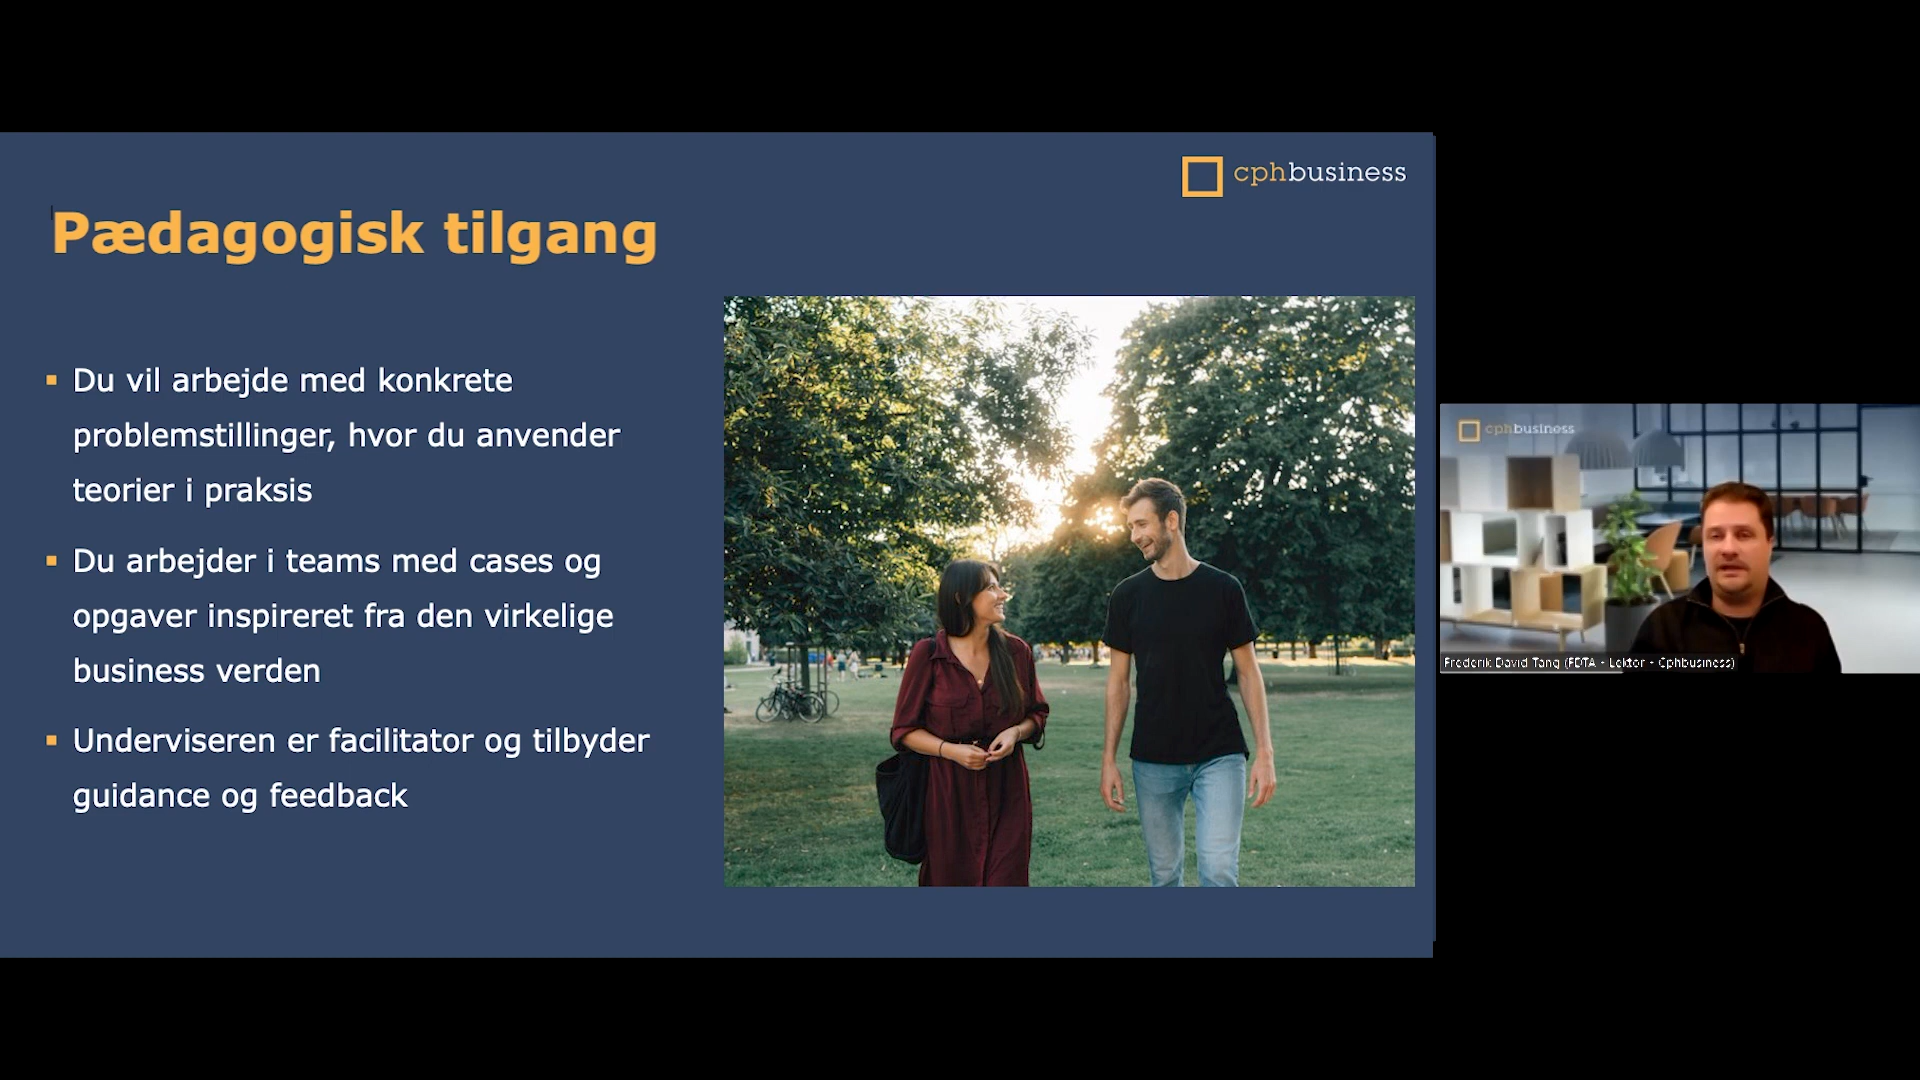 cphbusiness
Pædagogisk tilgang
▪ Du vil arbejde med konkrete
problemstillinger, hvor du anvender
teorier i praksis
▪ Du arbejder i teams med cases og
opgaver inspireret fra den virkelige
business verden
▪ Underviseren er facilitator og tilbyder
guidance og feedback
cphbusiness
Frederik David Tang (FDTA - Lektor - Cphbusiness)